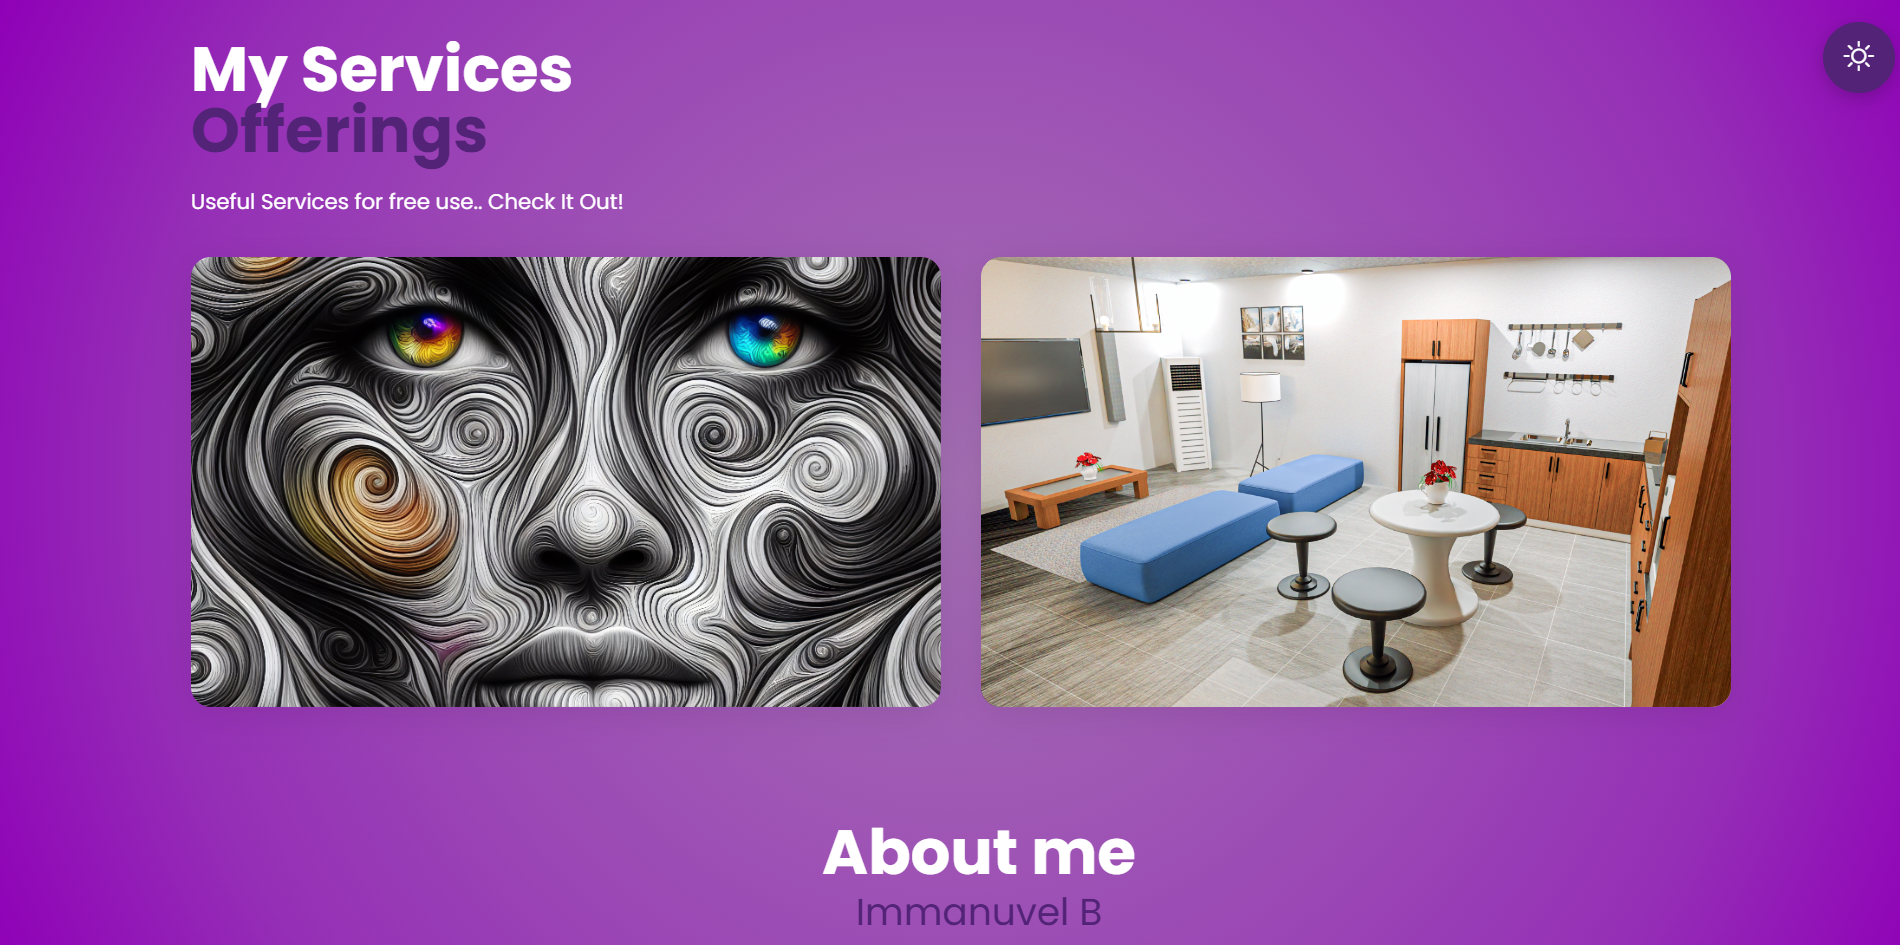 My Services
Offerings
Useful Services for free use.. Check It Out!
About me
Immanuvel B